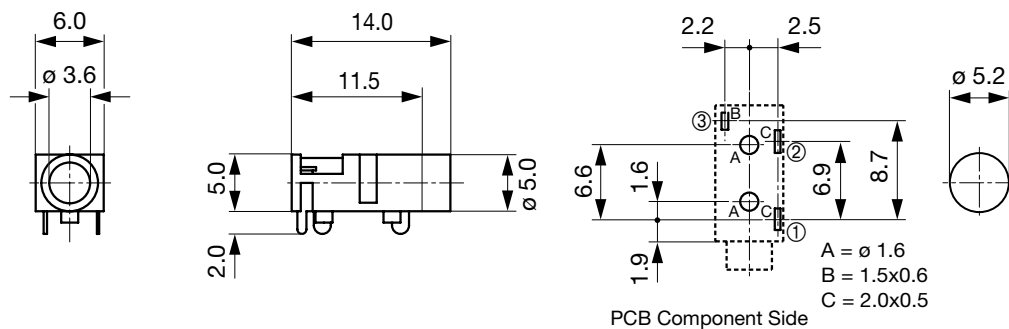 6.0
ø 3.6
14.0
11.5
5.0
2.0
ø 5.0
2.2
2.5
③
B
C
②
A
A
C
①
6.6
1.6
1.9
6.9
8.7
A = ø 1.6
B = 1.5x0.6
C = 2.0x0.5
PCB Component Side
ø 5.2